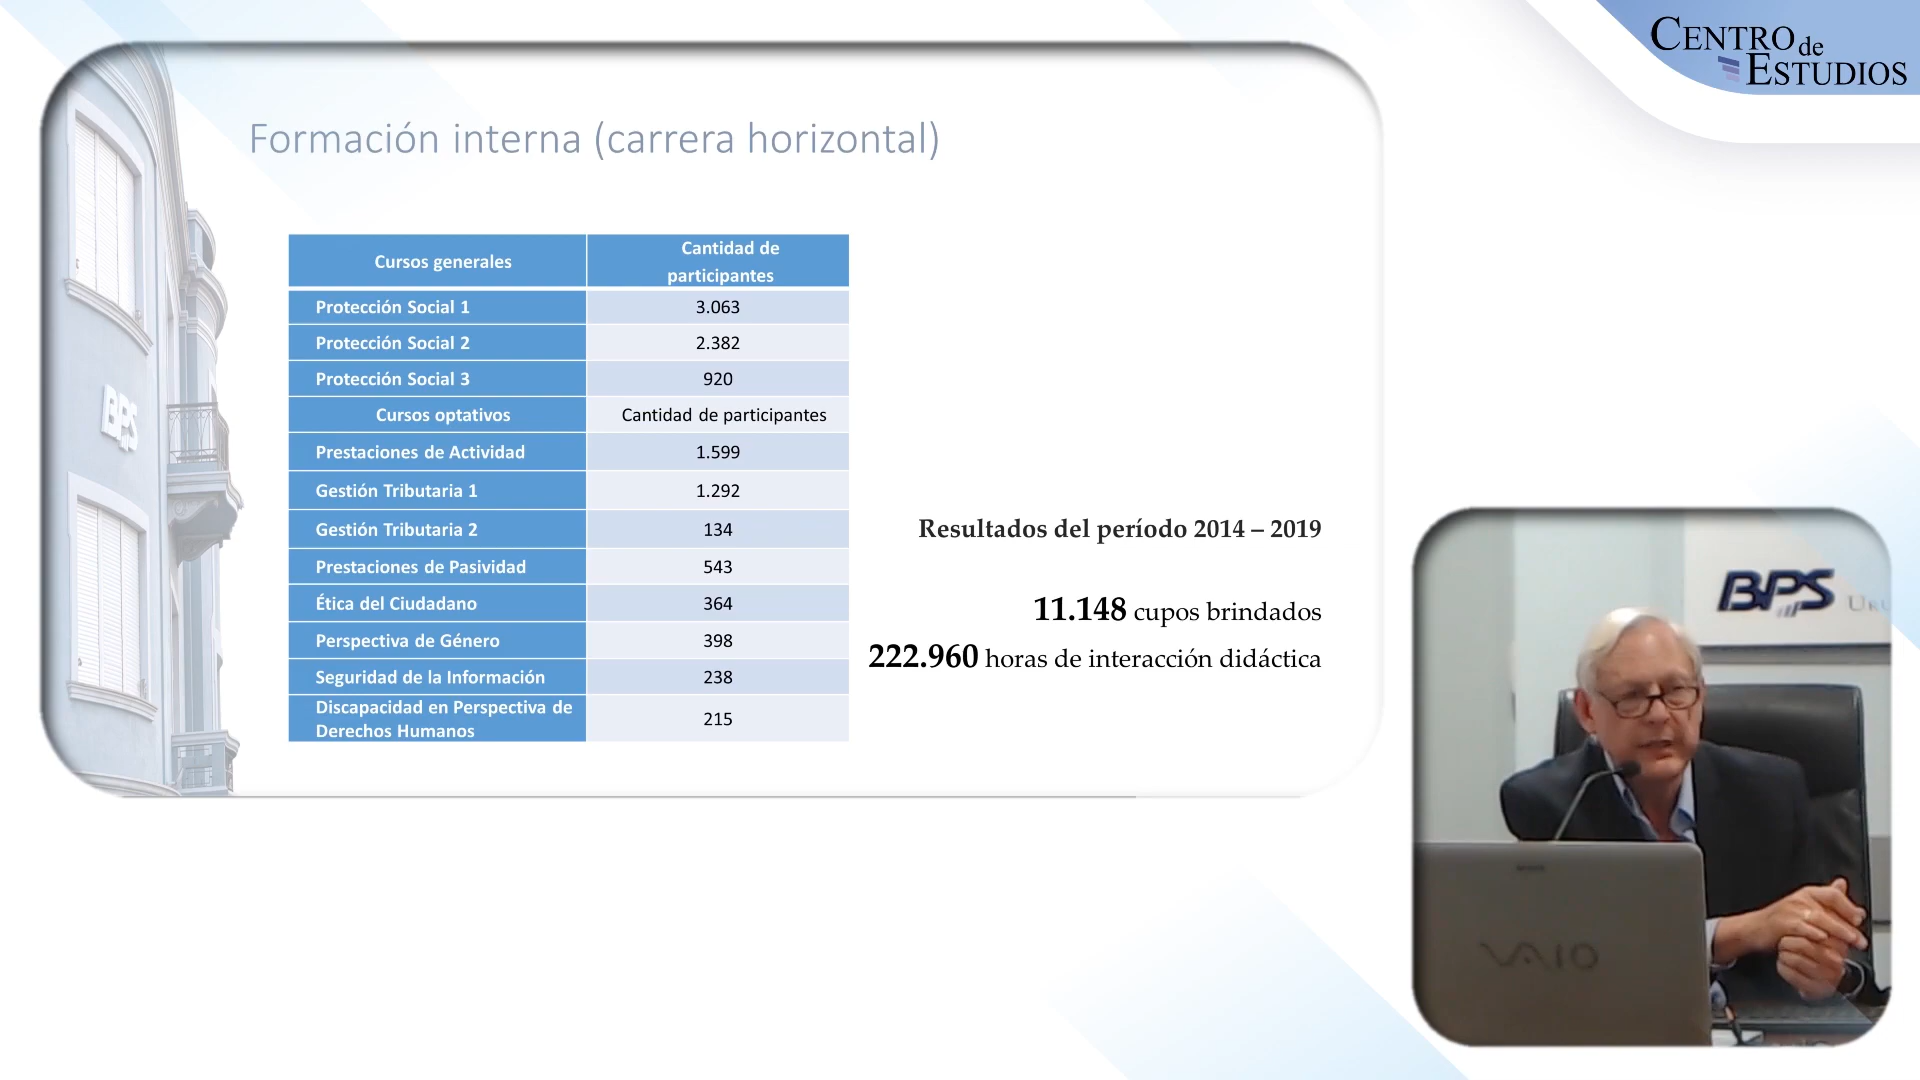 CENTRO de
ESTUDIOS
Formación interna (carrera horizontal)
Cursos generales
Cantidad de
participantes
Protección Social 1
3.063
Protección Social 2
2.382
Protección Social 3
920
Cursos optativos
Cantidad de participantes
Prestaciones de Actividad
1.599
Gestión Tributaria 1
1.292
Gestión Tributaria 2
134
Prestaciones de Pasividad
543
Ética del Ciudadano
364
Perspectiva de Género
398
Seguridad de la Información
238
Discapacidad en Perspectiva de
Derechos Humanos
215
Resultados del período 2014 – 2019
11.148 cupos brindados
222.960 horas de interacción didáctica
BPS
BPS
VAIO